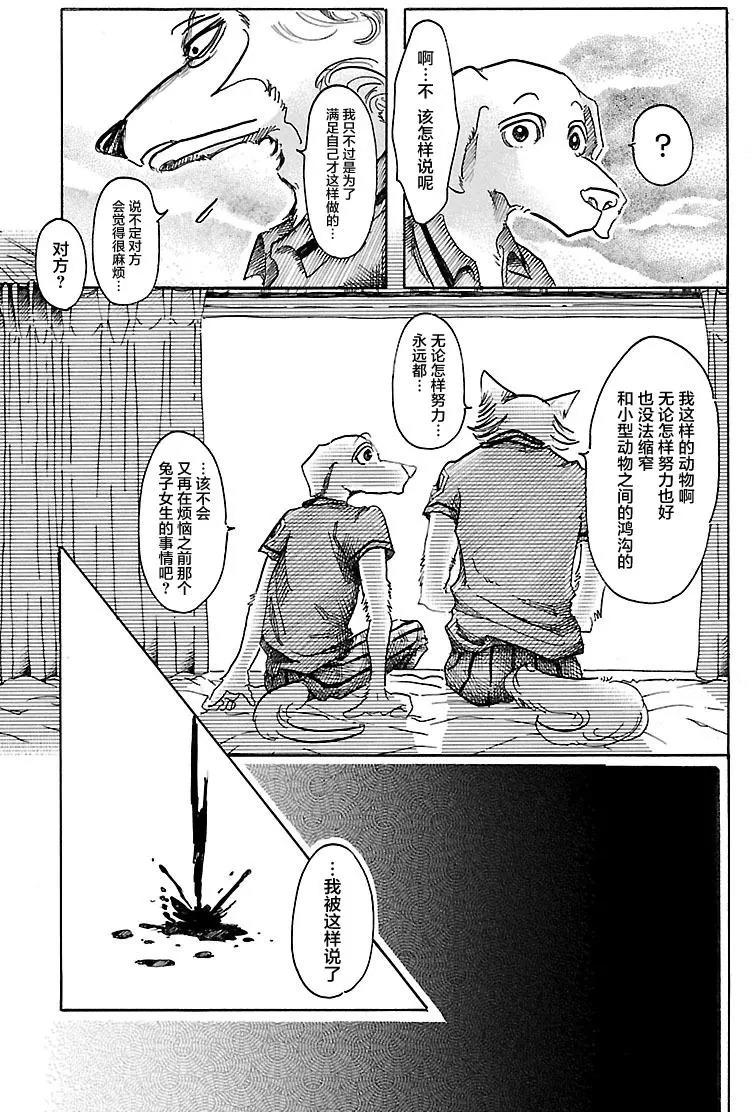 ?
啊…不 该怎样
说呢
我只不过是为了
满足自己才这样
做的…
说不定对方
会觉得很麻烦…
对方?
我这样的动物啊
无论怎样努力也好
也没法缩窄
和小型动物之间的鸿沟的
无论怎样努力…
永远都…
…该不会
又再在烦恼之前那个
兔子女生的事情吧?
…我被这样说了